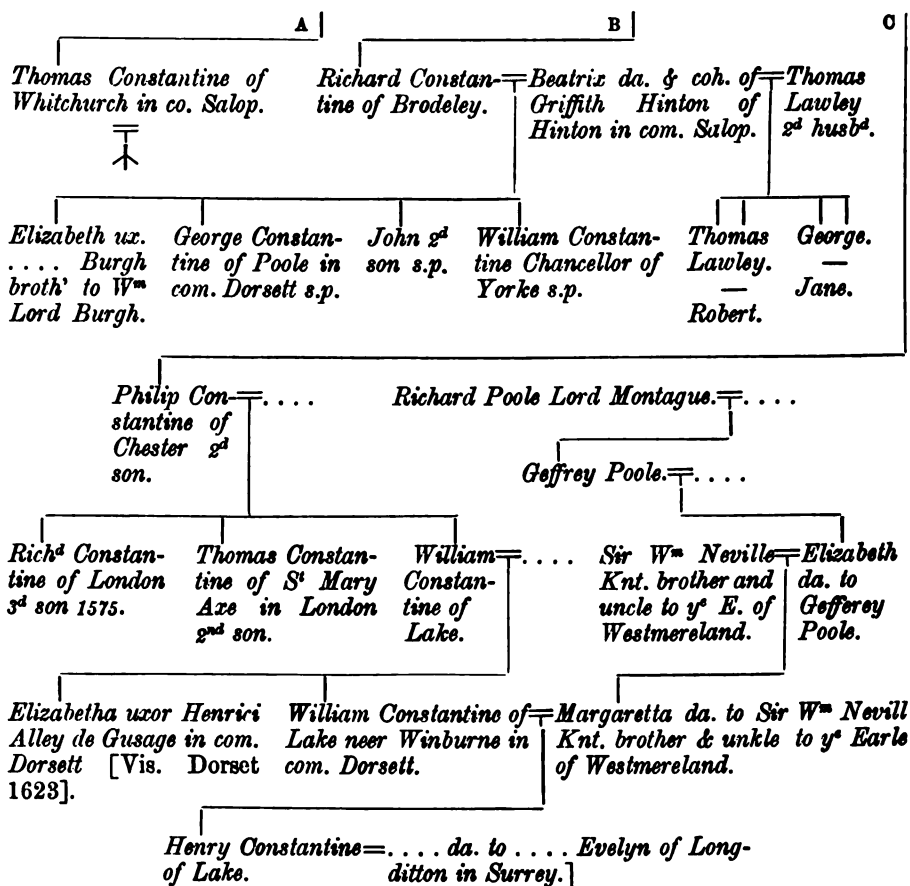 A B C
Thomas Constantine of
Whitchurch in co. Salop.
Richard Constan-
tine of Brodeley.
Beatrix da. & coh. of
Griffith Hinton of
Hinton in com. Salop.
Thomas
Lawley
2d husbd.
Elizabeth ux.
. . . . Burgh
broth' to Wm
Lord Burgh.
George Constan-
tine of Poole in
com. Dorsett s.p.
John 2d
son s.p.
William Constan-
tine Chancellor of
Yorke s.p.
Thomas
Lawley.
—
Robert.
George.
—
Jane.
Philip Con-
stantine of
Chester 2d
son.
. . . .
Richard Poole Lord Montague.
. . . .
Geffrey Poole.
. . . .
Richd Constan-
tine of London
3d son 1575.
Thomas Constan-
tine of St Mary
Axe in London
2nd son.
William
Constan-
tine of
Lake.
. . . .
Sir Wm Neville
Knt. brother and
uncle to ye E. of
Westmereland.
Elizabeth
da. to
Gefferey
Poole.
Elizabetha uxor Henrici
Alley de Gusage in com.
Dorsett [Vis. Dorset
1623].
William Constantine of
Lake neer Winburne in
com. Dorsett.
Margaretta da. to Sir Wm Nevill
Knt. brother & unkle to ye Earle
of Westmereland.
Henry Constantine
of Lake.
. . . . da. to . . . . Evelyn of Long-
ditton in Surrey.]